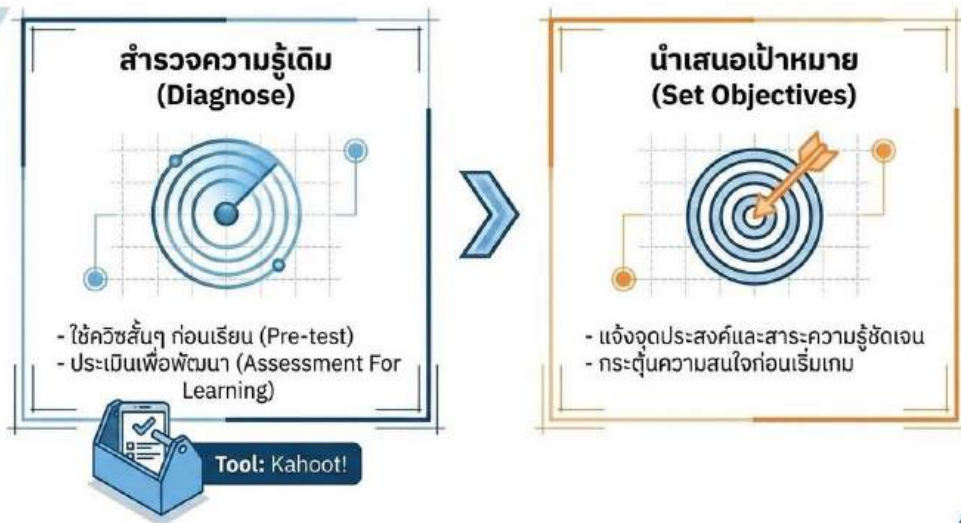 สำรวจความรู้เดิม
(Diagnose)
- ใช้ควิซสั้นๆ ก่อนเรียน (Pre-test)
- ประเมินเพื่อพัฒนา (Assessment For
Learning)
Tool: Kahoot!
นำเสนอเป้าหมาย
(Set Objectives)
- แจ้งจุดประสงค์และสาระความรู้ชัดเจน
- กระตุ้นความสนใจก่อนเริ่มเกม